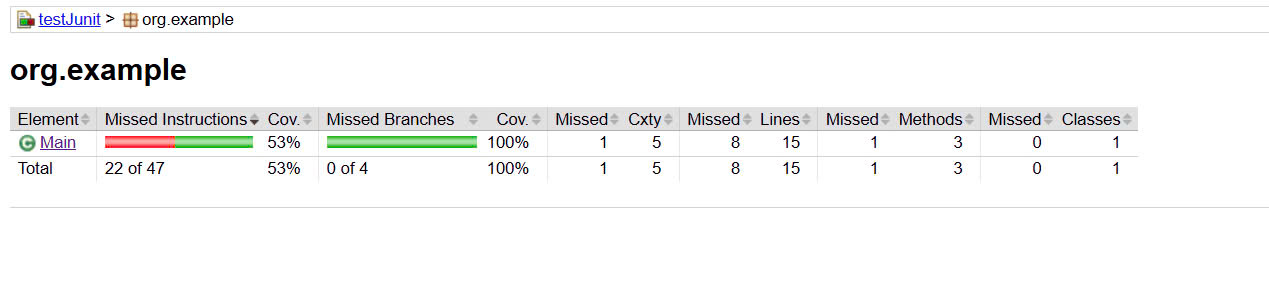 testJunit > org.example
org.example
Element Missed Instructions Cov. Missed Branches Cov. Missed Cxty Missed Lines Missed Methods Missed Classes
C Main 53% 100% 1 5 8 15 1 3 0 1
Total 22 of 47 53% 0 of 4 100% 1 5 8 15 1 3 0 1